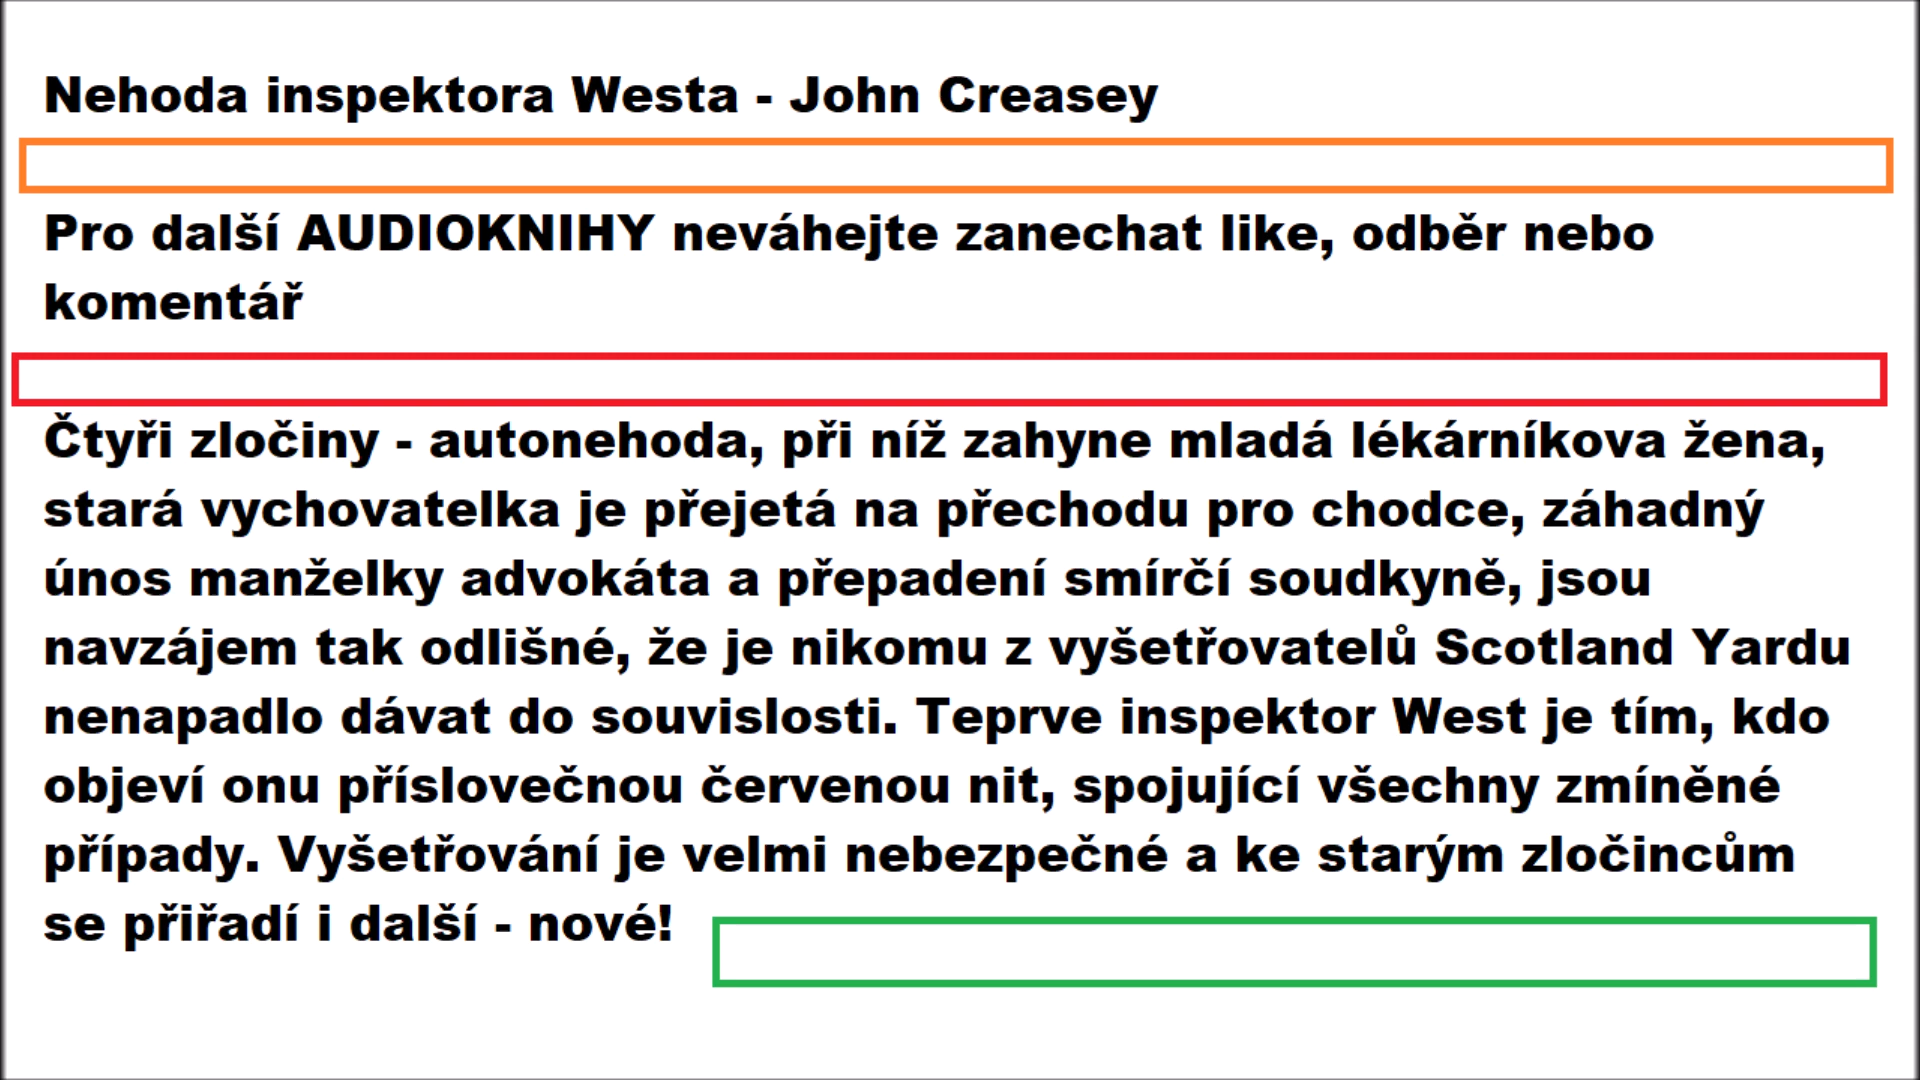 Nehoda inspektora Westa - John Creasey
Pro další AUDIOKNIHY neváhejte zanechat like, odběr nebo
komentář
Čtyři zločiny - autonehoda, při níž zahyne mladá lékárníkova žena,
stará vychovatelka je přejetá na přechodu pro chodce, záhadný
únos manželky advokáta a přepadení smírčí soudkyně, jsou
navzájem tak odlišné, že je nikomu z vyšetřovatelů Scotland Yardu
nenapadlo dávat do souvislosti. Teprve inspektor West je tím, kdo
objeví onu příslovečnou červenou nit, spojující všechny zmíněné
případy. Vyšetřování je velmi nebezpečné a ke starým zločincům
se přiřadí i další - nové!